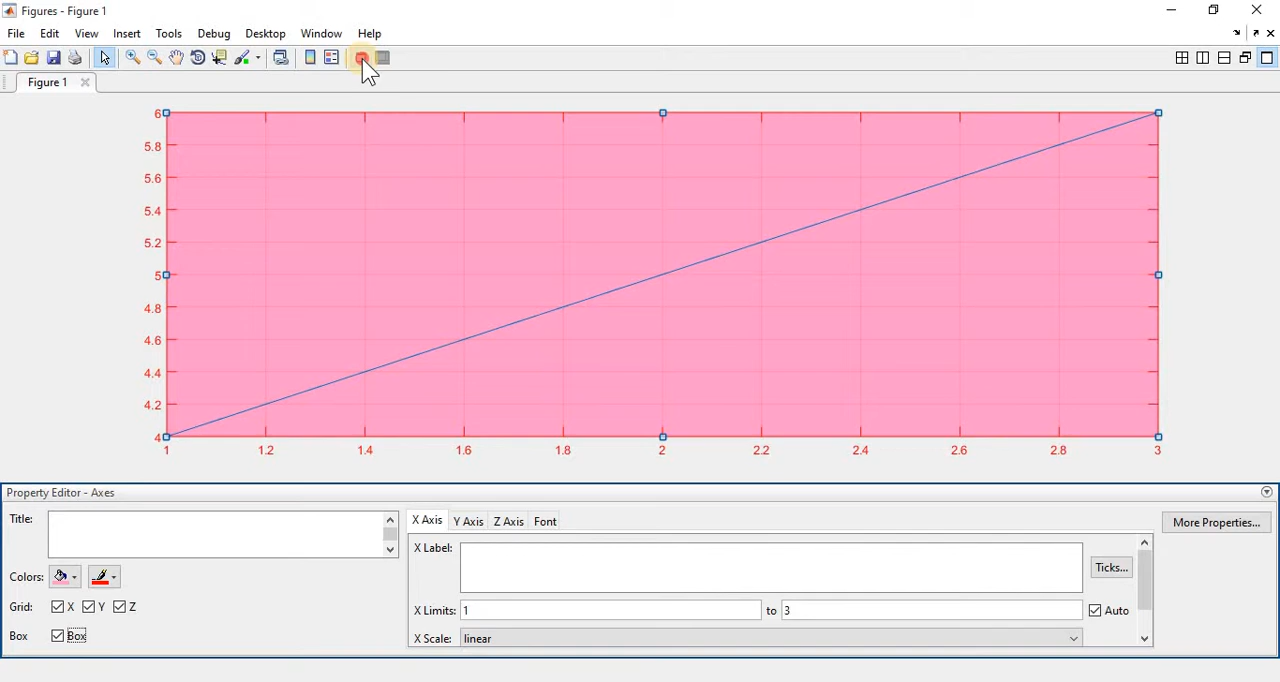 Figures - Figure 1
File Edit View Insert Tools Debug Desktop Window Help
Figure 1
6
5.8
5.6
5.4
5.2
5
4.8
4.6
4.4
4.2
4
1 1.2 1.4 1.6 1.8 2 2.2 2.4 2.6 2.8 3
Property Editor - Axes
Title:
Colors:
Grid: X Y Z
Box Box
X Axis Y Axis Z Axis Font
X Label:
Ticks...
X Limits: 1 to 3 Auto
X Scale: linear
More Properties...